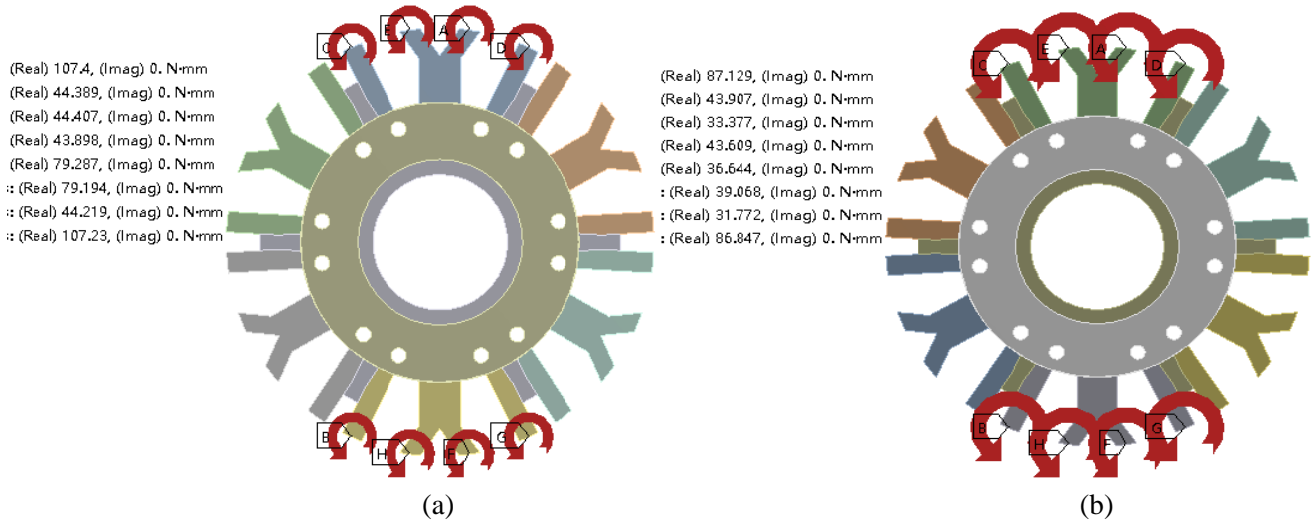 C E A D
(Real) 107.4, (Imag) 0. N·mm
(Real) 44.389, (Imag) 0. N·mm
(Real) 44.407, (Imag) 0. N·mm
(Real) 43.898, (Imag) 0. N·mm
(Real) 79.287, (Imag) 0. N·mm
: (Real) 79.194, (Imag) 0. N·mm
: (Real) 44.219, (Imag) 0. N·mm
: (Real) 107.23, (Imag) 0. N·mm
B H F G
(a)
C E A D
(Real) 87.129, (Imag) 0. N·mm
(Real) 43.907, (Imag) 0. N·mm
(Real) 33.377, (Imag) 0. N·mm
(Real) 43.609, (Imag) 0. N·mm
(Real) 36.644, (Imag) 0. N·mm
: (Real) 39.068, (Imag) 0. N·mm
: (Real) 31.772, (Imag) 0. N·mm
: (Real) 86.847, (Imag) 0. N·mm
B H F G
(b)